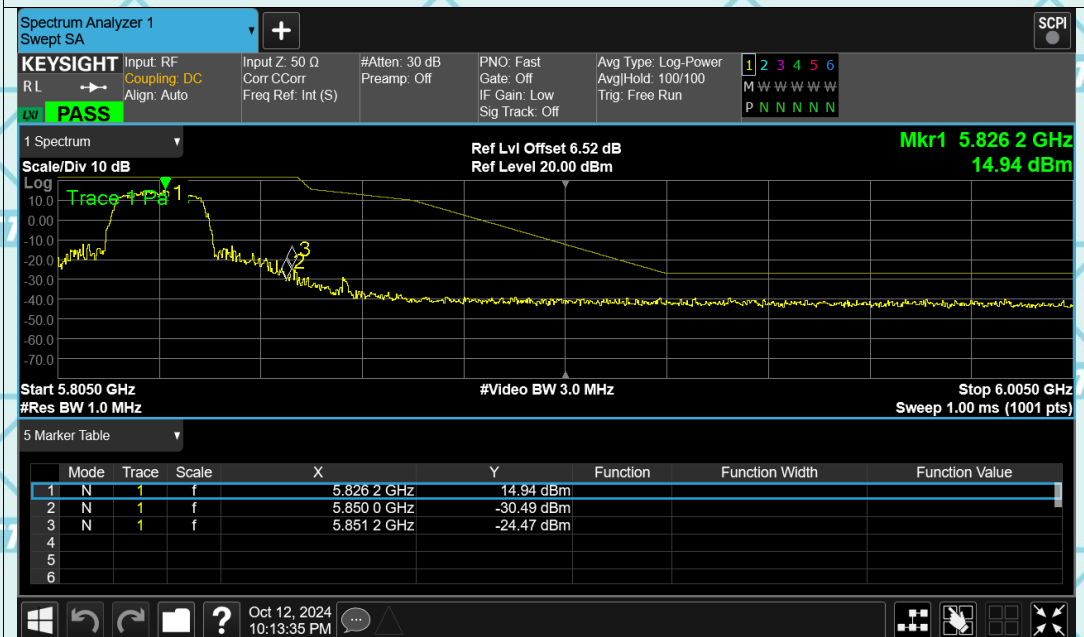 Spectrum Analyzer 1
Swept SA
+
SCPI
KEYSIGHT
R L
LXI PASS
Input: RF
Coupling: DC
Align: Auto
Input Z: 50 Ω
Corr CCorr
Freq Ref: Int (S)
#Atten: 30 dB
Preamp: Off
PNO: Fast
Gate: Off
IF Gain: Low
Sig Track: Off
Avg Type: Log-Power
Avg|Hold: 100/100
Trig: Free Run
1 2 3 4 5 6
M W W W W W
P N N N N N
1 Spectrum
Scale/Div 10 dB
Ref Lvl Offset 6.52 dB
Ref Level 20.00 dBm
Mkr1 5.826 2 GHz
14.94 dBm
Log
Trace 1 Pa
1
3
2
10.0
0.00
-10.0
-20.0
-30.0
-40.0
-50.0
-60.0
-70.0
Start 5.8050 GHz
#Video BW 3.0 MHz
Stop 6.0050 GHz
#Res BW 1.0 MHz
Sweep 1.00 ms (1001 pts)
5 Marker Table
Mode Trace Scale X Y Function Function Width Function Value
1 N 1 f 5.826 2 GHz 14.94 dBm
2 N 1 f 5.850 0 GHz -30.49 dBm
3 N 1 f 5.851 2 GHz -24.47 dBm
4
5
6
?
Oct 12, 2024
10:13:35 PM